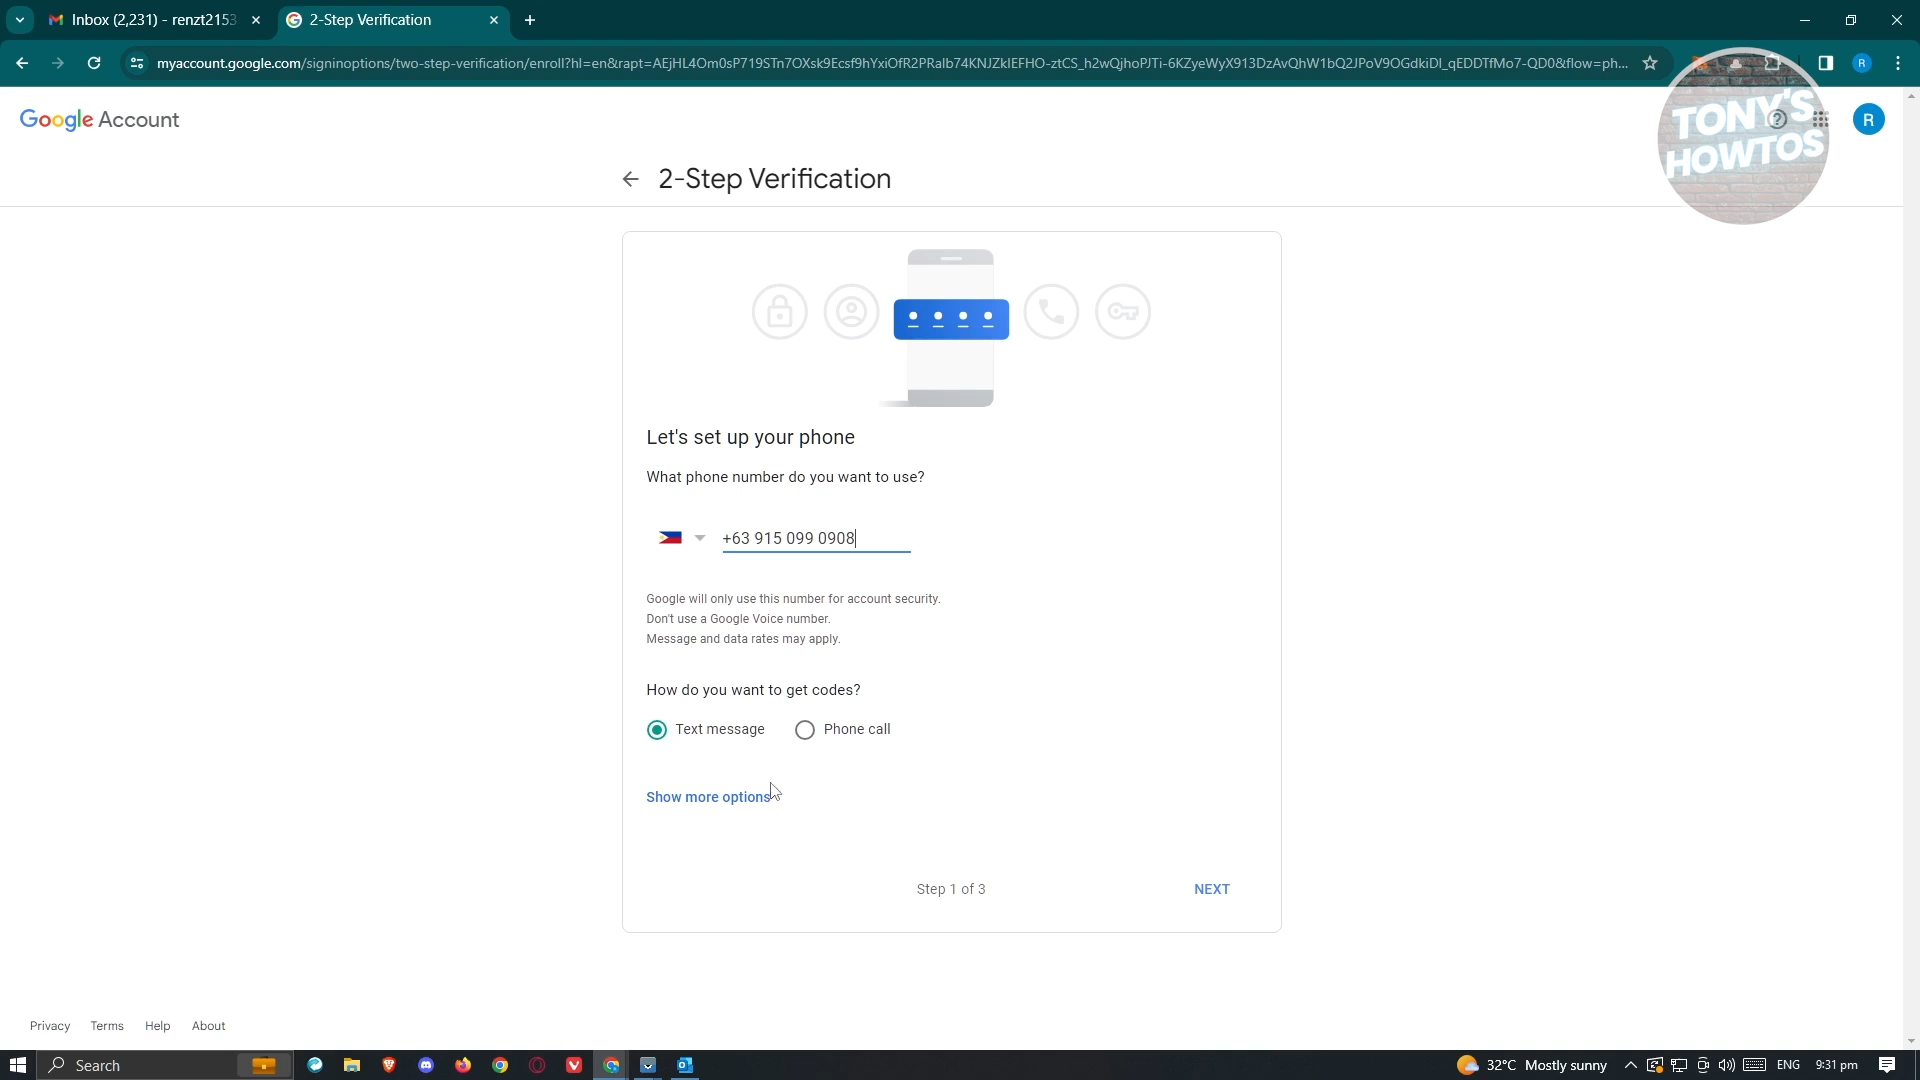 Inbox (2,231) - renzt2153
2-Step Verification
myaccount.google.com/signinoptions/two-step-verification/enroll?hl=en&rapt=AEjHL4Om0sP719STn7OXsk9Ecsf9hYxiOfR2PRalb74KNJZkIEFHO-ztCS_h2wQjhoPJTi-6KZyeWyX913DzAvQhW1bQ2JPoV9OGdkiDI_qEDDTfMo7-QD0&flow=ph...
R
Google Account
TONY'S
HOWTOS
R
2-Step Verification
Let's set up your phone
What phone number do you want to use?
+63 915 099 0908
Google will only use this number for account security.
Don't use a Google Voice number.
Message and data rates may apply.
How do you want to get codes?
Text message
Phone call
Show more options
Step 1 of 3
NEXT
Privacy Terms Help About
Search
32°C Mostly sunny
ENG
9:31 pm